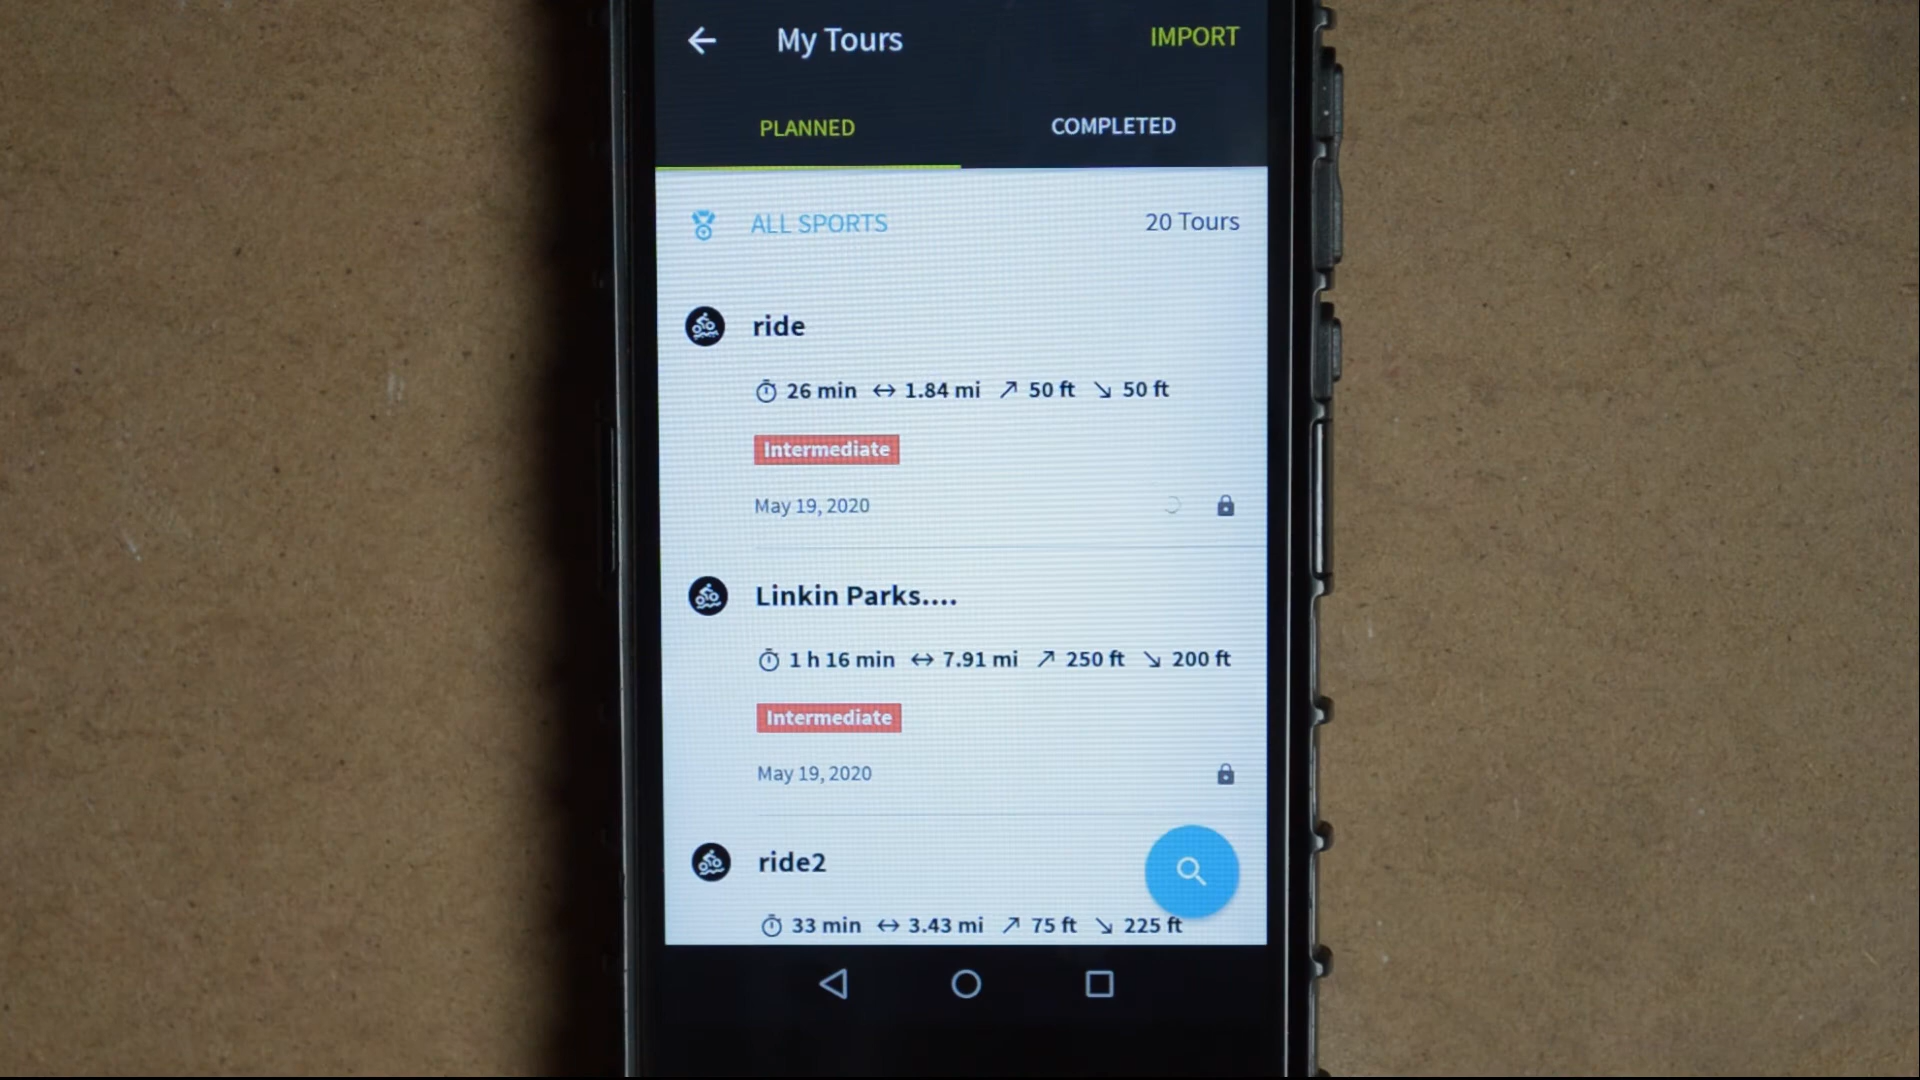 My Tours
IMPORT
PLANNED
COMPLETED
ALL SPORTS
20 Tours
ride
26 min 1.84 mi 50 ft 50 ft
Intermediate
May 19, 2020
Linkin Parks....
1 h 16 min 7.91 mi 250 ft 200 ft
Intermediate
May 19, 2020
ride2
33 min 3.43 mi 75 ft 225 ft